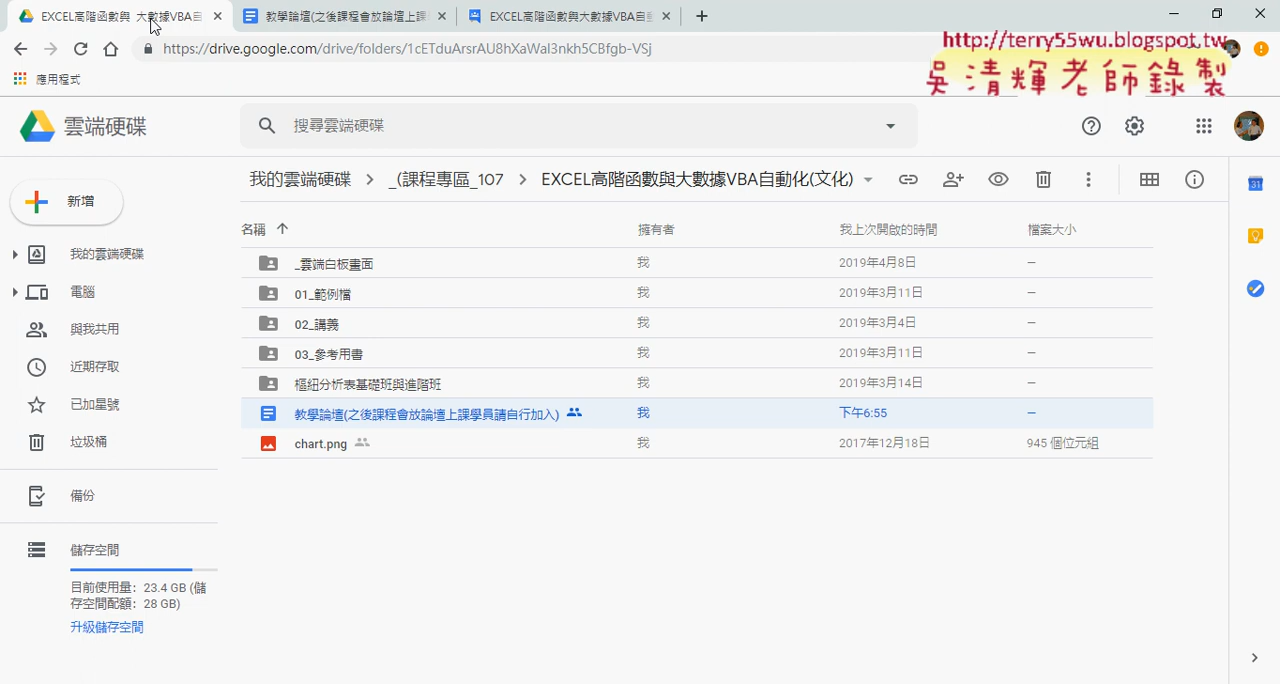 EXCEL高階函數與 大數據VBA自
教學論壇(之後課程會放論壇上課
EXCEL高階函數與大數據VBA自動
https://drive.google.com/drive/folders/1cETduArsrAU8hXaWal3nkh5CBfgb-VSj
http://terry55wu.blogspot.tw
吳清輝老師錄製
應用程式
雲端硬碟
搜尋雲端硬碟
新增
我的雲端硬碟 > _(課程專區_107 > EXCEL高階函數與大數據VBA自動化(文化)
名稱 擁有者 我上次開啟的時間 檔案大小
我的雲端硬碟
電腦
與我共用
近期存取
已加星號
垃圾桶
備份
儲存空間
目前使用量: 23.4 GB (儲
存空間配額: 28 GB)
升級儲存空間
_雲端白板畫面 我 2019年4月8日 –
01_範例檔 我 2019年3月11日 –
02_講義 我 2019年3月4日 –
03_參考用書 我 2019年3月11日 –
樞紐分析表基礎班與進階班 我 2019年3月14日 –
教學論壇(之後課程會放論壇上課學員請自行加入) 我 下午6:55 –
chart.png 我 2017年12月18日 945 個位元組
31